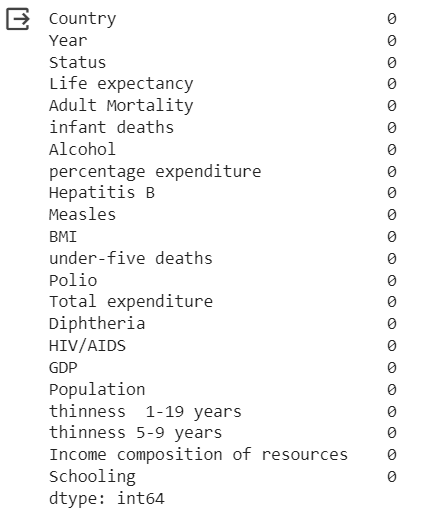 Country 0
Year 0
Status 0
Life expectancy 0
Adult Mortality 0
infant deaths 0
Alcohol 0
percentage expenditure 0
Hepatitis B 0
Measles 0
BMI 0
under-five deaths 0
Polio 0
Total expenditure 0
Diphtheria 0
HIV/AIDS 0
GDP 0
Population 0
thinness  1-19 years 0
thinness 5-9 years 0
Income composition of resources 0
Schooling 0
dtype: int64